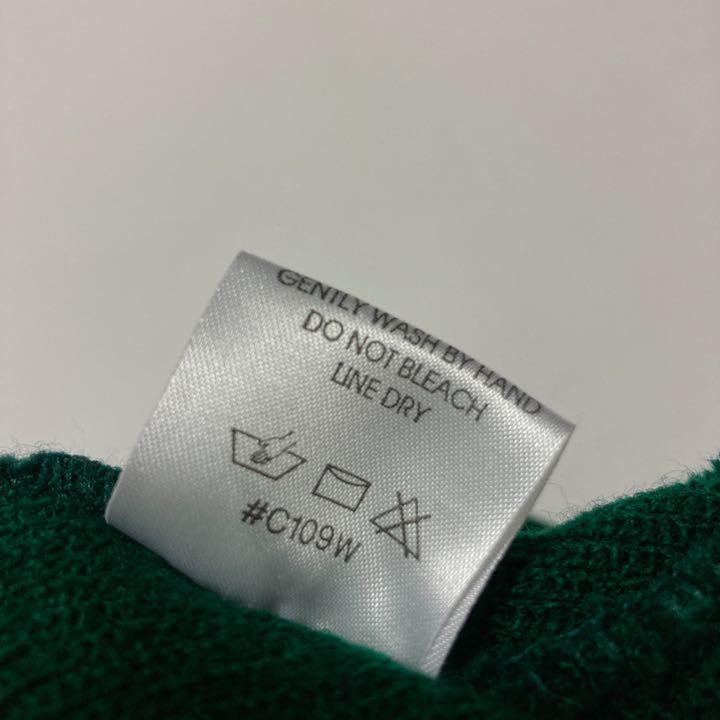 GENTLY WASH BY HAND
DO NOT BLEACH
LINE DRY
#C109W